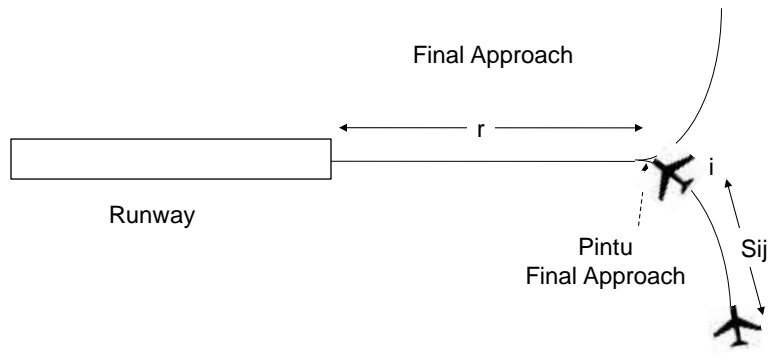 Final Approach
r
i
Runway
Pintu
Final Approach
Sij